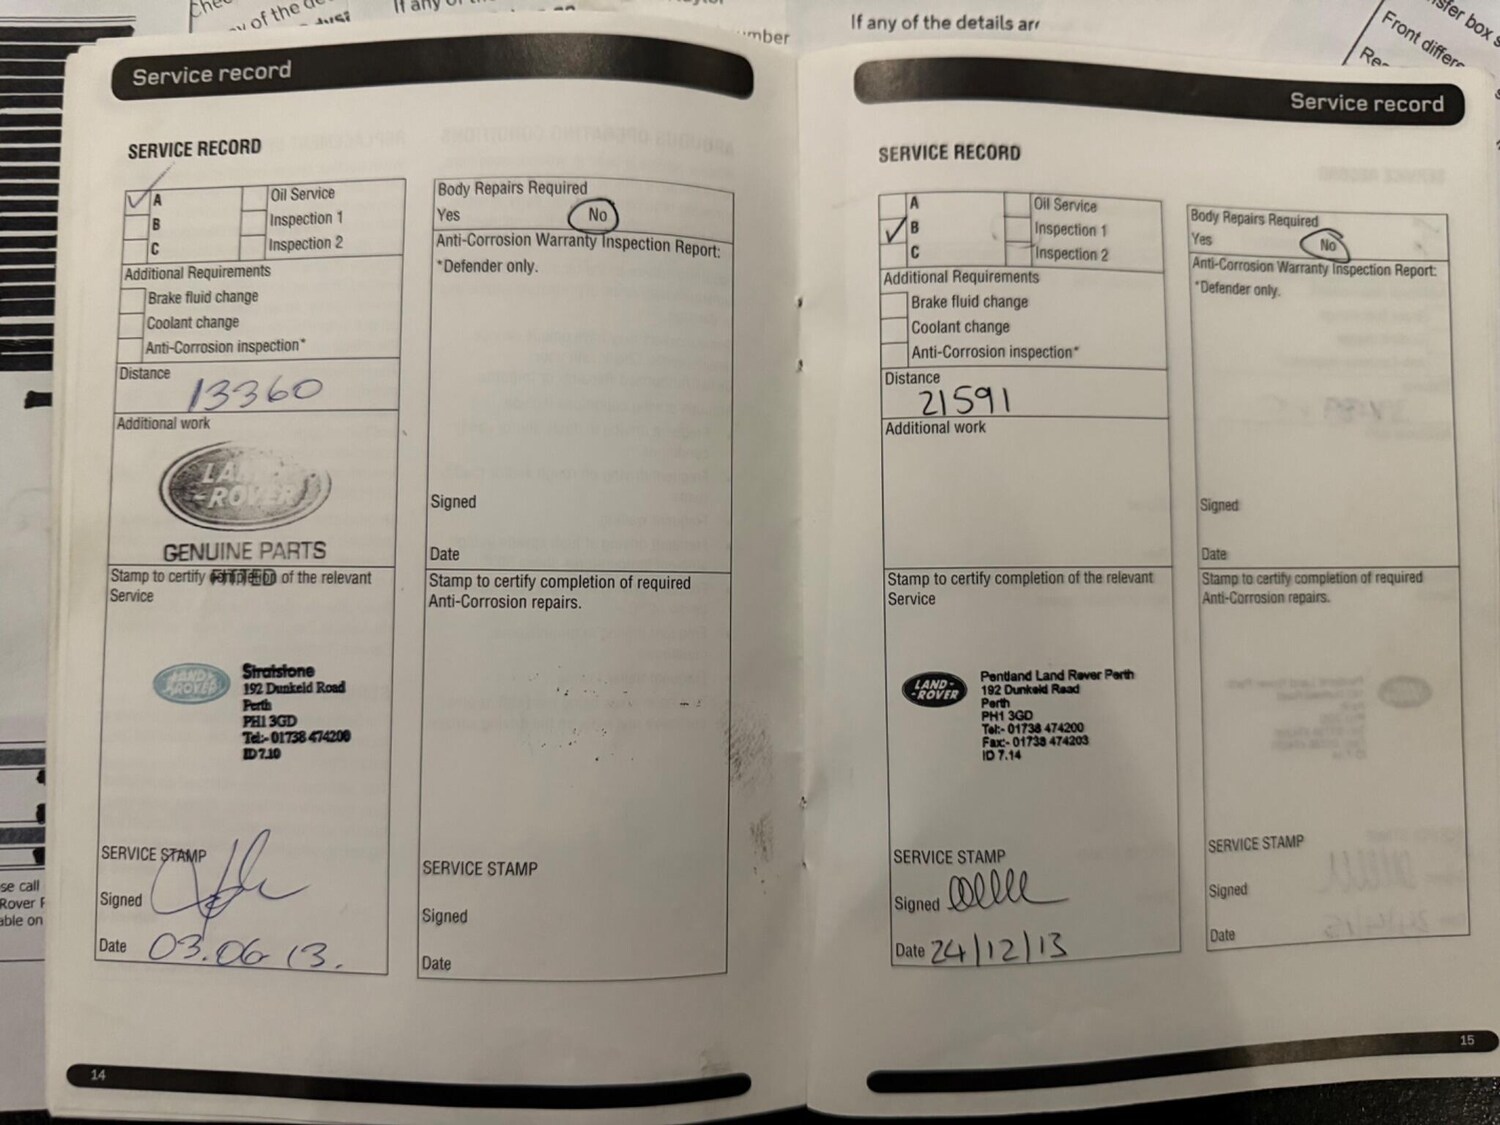 If any of the details
Front
Service record
SERVICE RECORD
A
B
C
Oil Service
Inspection 1
Inspection 2
Additional Requirements
Brake fluid change
Coolant change
Anti-Corrosion inspection*
Distance
13360
Additional work
LAND
-ROVER
GENUINE PARTS
FITTED
Stamp to certify completion of the relevant
Service
LAND-
-ROVER
Stratstone
192 Dunkeld Road
Perth
PH1 3GD
Tel:- 01738 474200
ID 7.10
SERVICE STAMP
Signed
Date 03.06.13.
14
Body Repairs Required
Yes No
Anti-Corrosion Warranty Inspection Report:
*Defender only.
Signed
Date
Stamp to certify completion of required
Anti-Corrosion repairs.
SERVICE STAMP
Signed
Date
Service record
SERVICE RECORD
A
B
C
Oil Service
Inspection 1
Inspection 2
Additional Requirements
Brake fluid change
Coolant change
Anti-Corrosion inspection*
Distance
21591
Additional work
Stamp to certify completion of the relevant
Service
LAND-
-ROVER
Pentland Land Rover Perth
192 Dunkeld Road
Perth
PH1 3GD
Tel:- 01738 474200
Fax:- 01738 474203
ID 7.14
SERVICE STAMP
Signed
Date 24/12/13
Body Repairs Required
Yes No
Anti-Corrosion Warranty Inspection Report:
*Defender only.
Signed
Date
Stamp to certify completion of required
Anti-Corrosion repairs.
SERVICE STAMP
Signed
Date
15